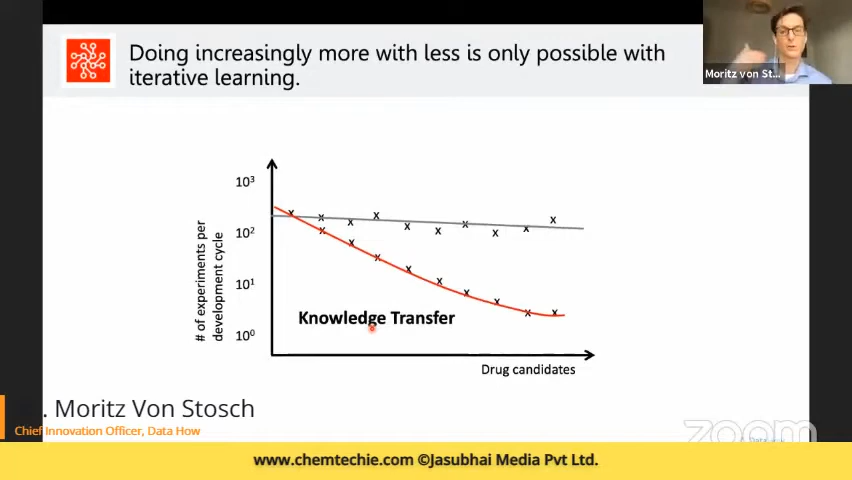 Doing increasingly more with less is only possible with
iterative learning.
Moritz von St...
# of experiments per
development cycle
10³
10²
10¹
10⁰
Knowledge Transfer
Drug candidates
. Moritz Von Stosch
Chief Innovation Officer, Data How
zoom
www.chemtechie.com ©Jasubhai Media Pvt Ltd.